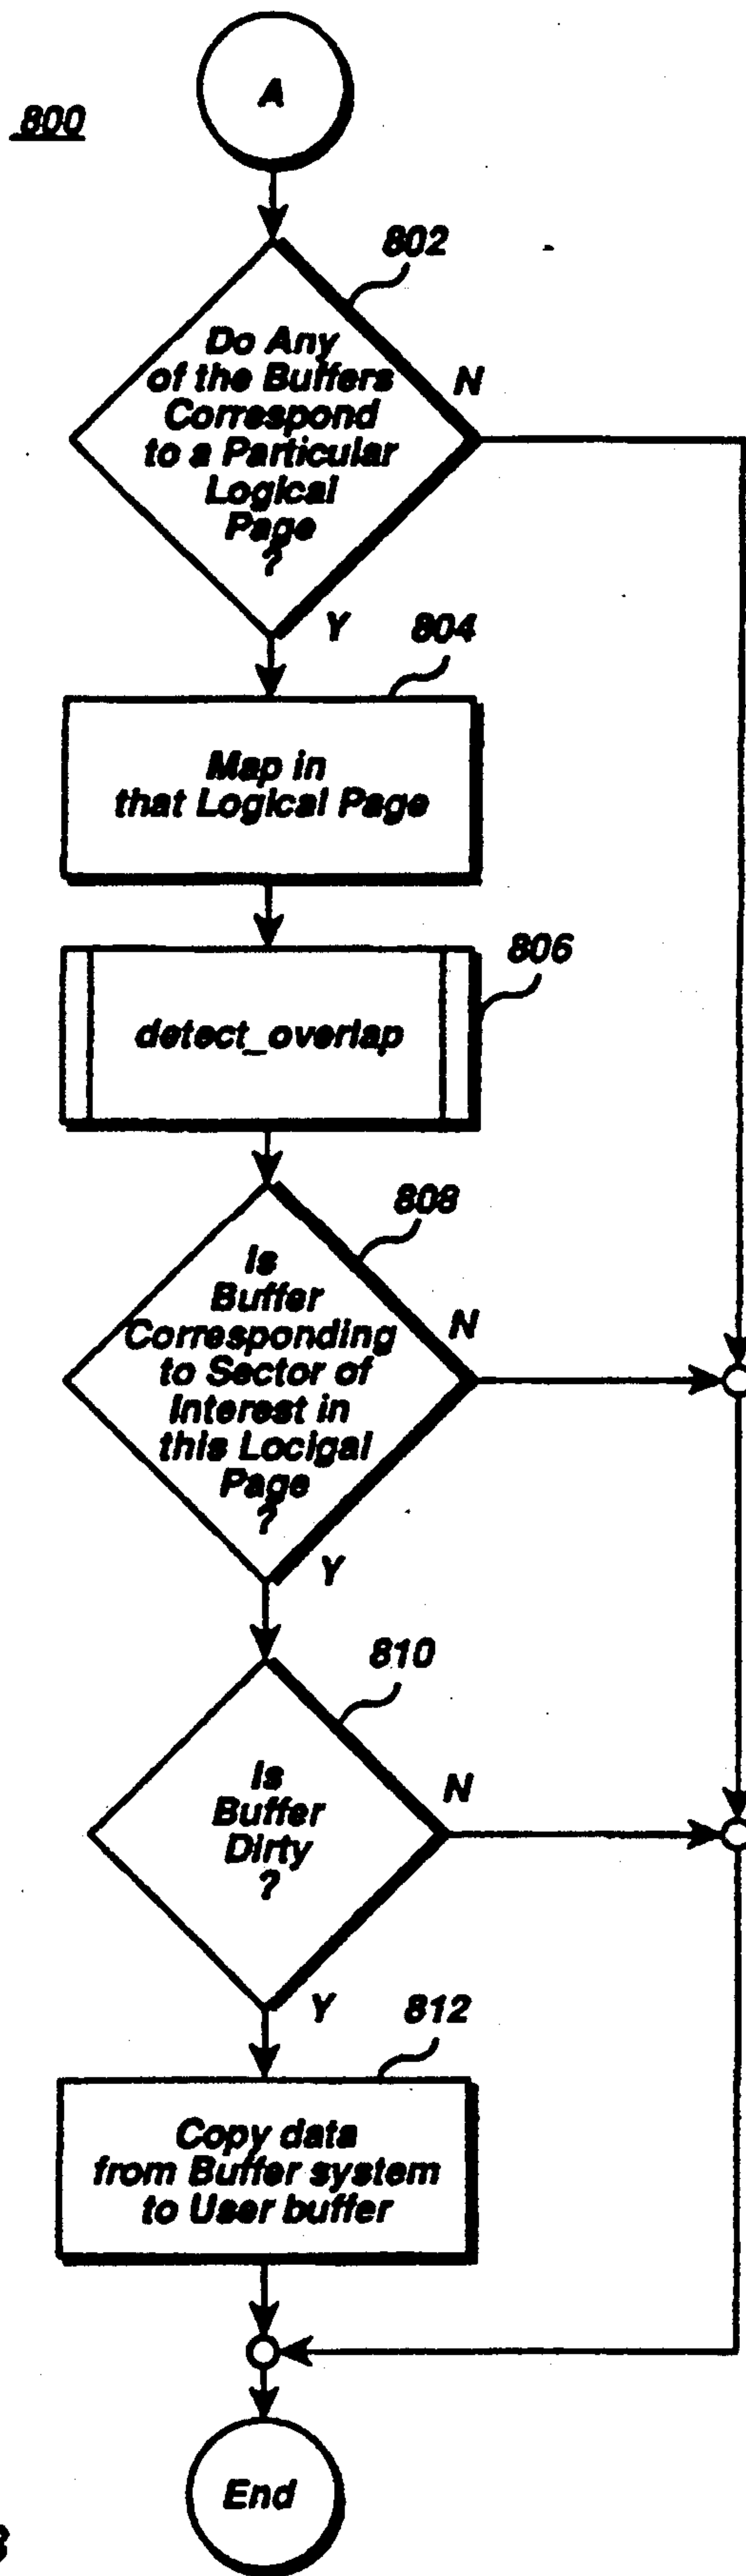 800
A
802
Do Any
of the Buffers
Correspond
to a Particular
Logical
Page
?
N
Y
804
Map in
that Logical Page
806
detect_overlap
808
Is
Buffer
Corresponding
to Sector of
Interest in
this Locigal
Page
?
N
Y
810
Is
Buffer
Dirty
?
N
Y
812
Copy data
from Buffer system
to User buffer
End